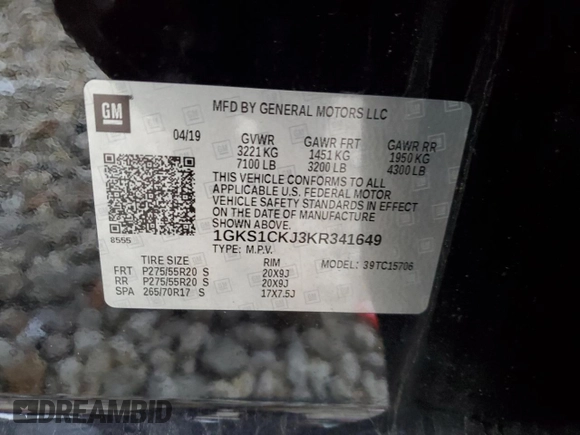 GM
MFD BY GENERAL MOTORS LLC
04/19 GVWR GAWR FRT GAWR RR
3221 KG 1451 KG 1950 KG
7100 LB 3200 LB 4300 LB
THIS VEHICLE CONFORMS TO ALL
APPLICABLE U.S. FEDERAL MOTOR
VEHICLE SAFETY STANDARDS IN EFFECT
ON THE DATE OF MANUFACTURE SHOWN ABOVE.
8555 1GKS1CKJ3KR341649
TYPE: M.P.V. MODEL: 39TC15706
TIRE SIZE RIM
FRT P275/55R20 S 20X9J
RR P275/55R20 S 20X9J
SPA 265/70R17 S 17X7.5J
DREAMBID